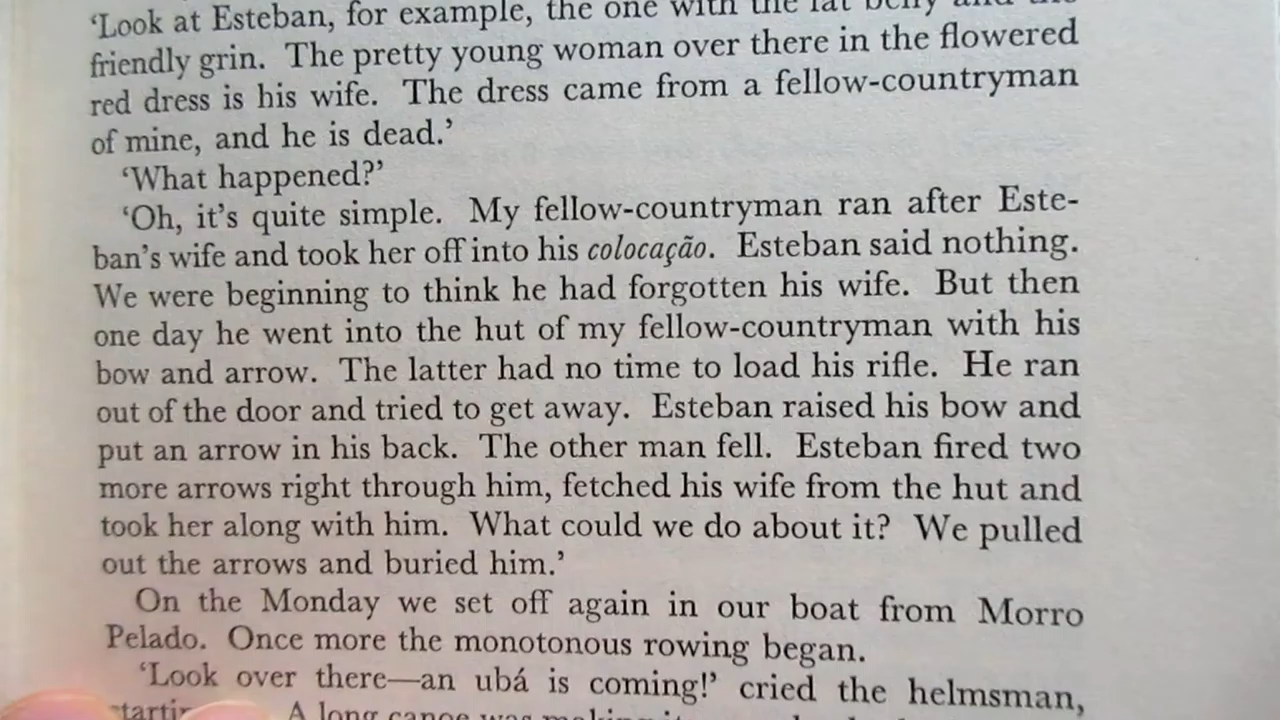 ‘Look at Esteban, for example, the one with the fat belly and the
friendly grin. The pretty young woman over there in the flowered
red dress is his wife. The dress came from a fellow-countryman
of mine, and he is dead.’
‘What happened?’
‘Oh, it’s quite simple. My fellow-countryman ran after Este-
ban’s wife and took her off into his colocação. Esteban said nothing.
We were beginning to think he had forgotten his wife. But then
one day he went into the hut of my fellow-countryman with his
bow and arrow. The latter had no time to load his rifle. He ran
out of the door and tried to get away. Esteban raised his bow and
put an arrow in his back. The other man fell. Esteban fired two
more arrows right through him, fetched his wife from the hut and
took her along with him. What could we do about it? We pulled
out the arrows and buried him.’
On the Monday we set off again in our boat from Morro
Pelado. Once more the monotonous rowing began.
‘Look over there—an ubá is coming!’ cried the helmsman,
A long canoe was making